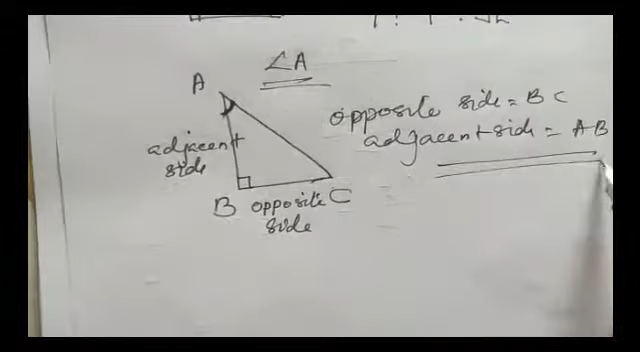 ∠A
A
opposite side = BC
adjacent side = AB
adjacent
side
B opposite C
side